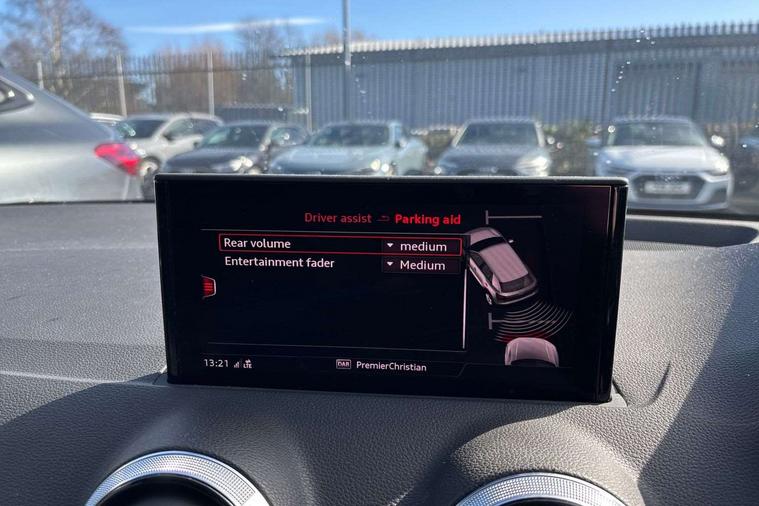 Driver assist Parking aid
Rear volume medium
Entertainment fader Medium
13:21 LTE DAB PremierChristian